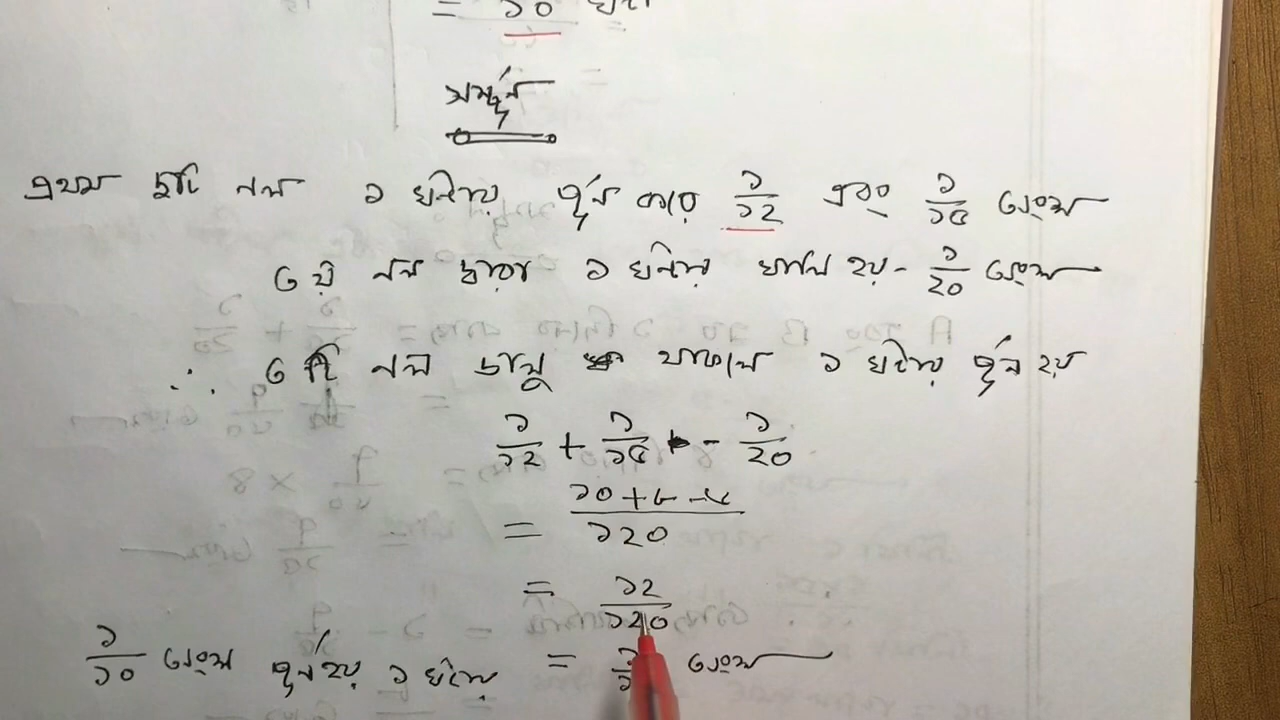 = ১০ ঘন্টা
সম্পূর্ন
প্রথম দুটি নল ১ ঘন্টায় পূর্ন করে ১/১২ এবং ১/১৫ অংশ
৩য় নল দ্বারা ১ ঘন্টায় খালি হয় - ১/২০ অংশ
∴ ৩ টি নল চালু থাকলে ১ ঘন্টায় পূর্ন হয়
১/১২ + ১/১৫ - ১/২০
= ১০ + ৮ - ৬ / ১২০
= ১২/১২০
= অংশ
১/১০ অংশ পূর্ন হয় ১ ঘন্টায়